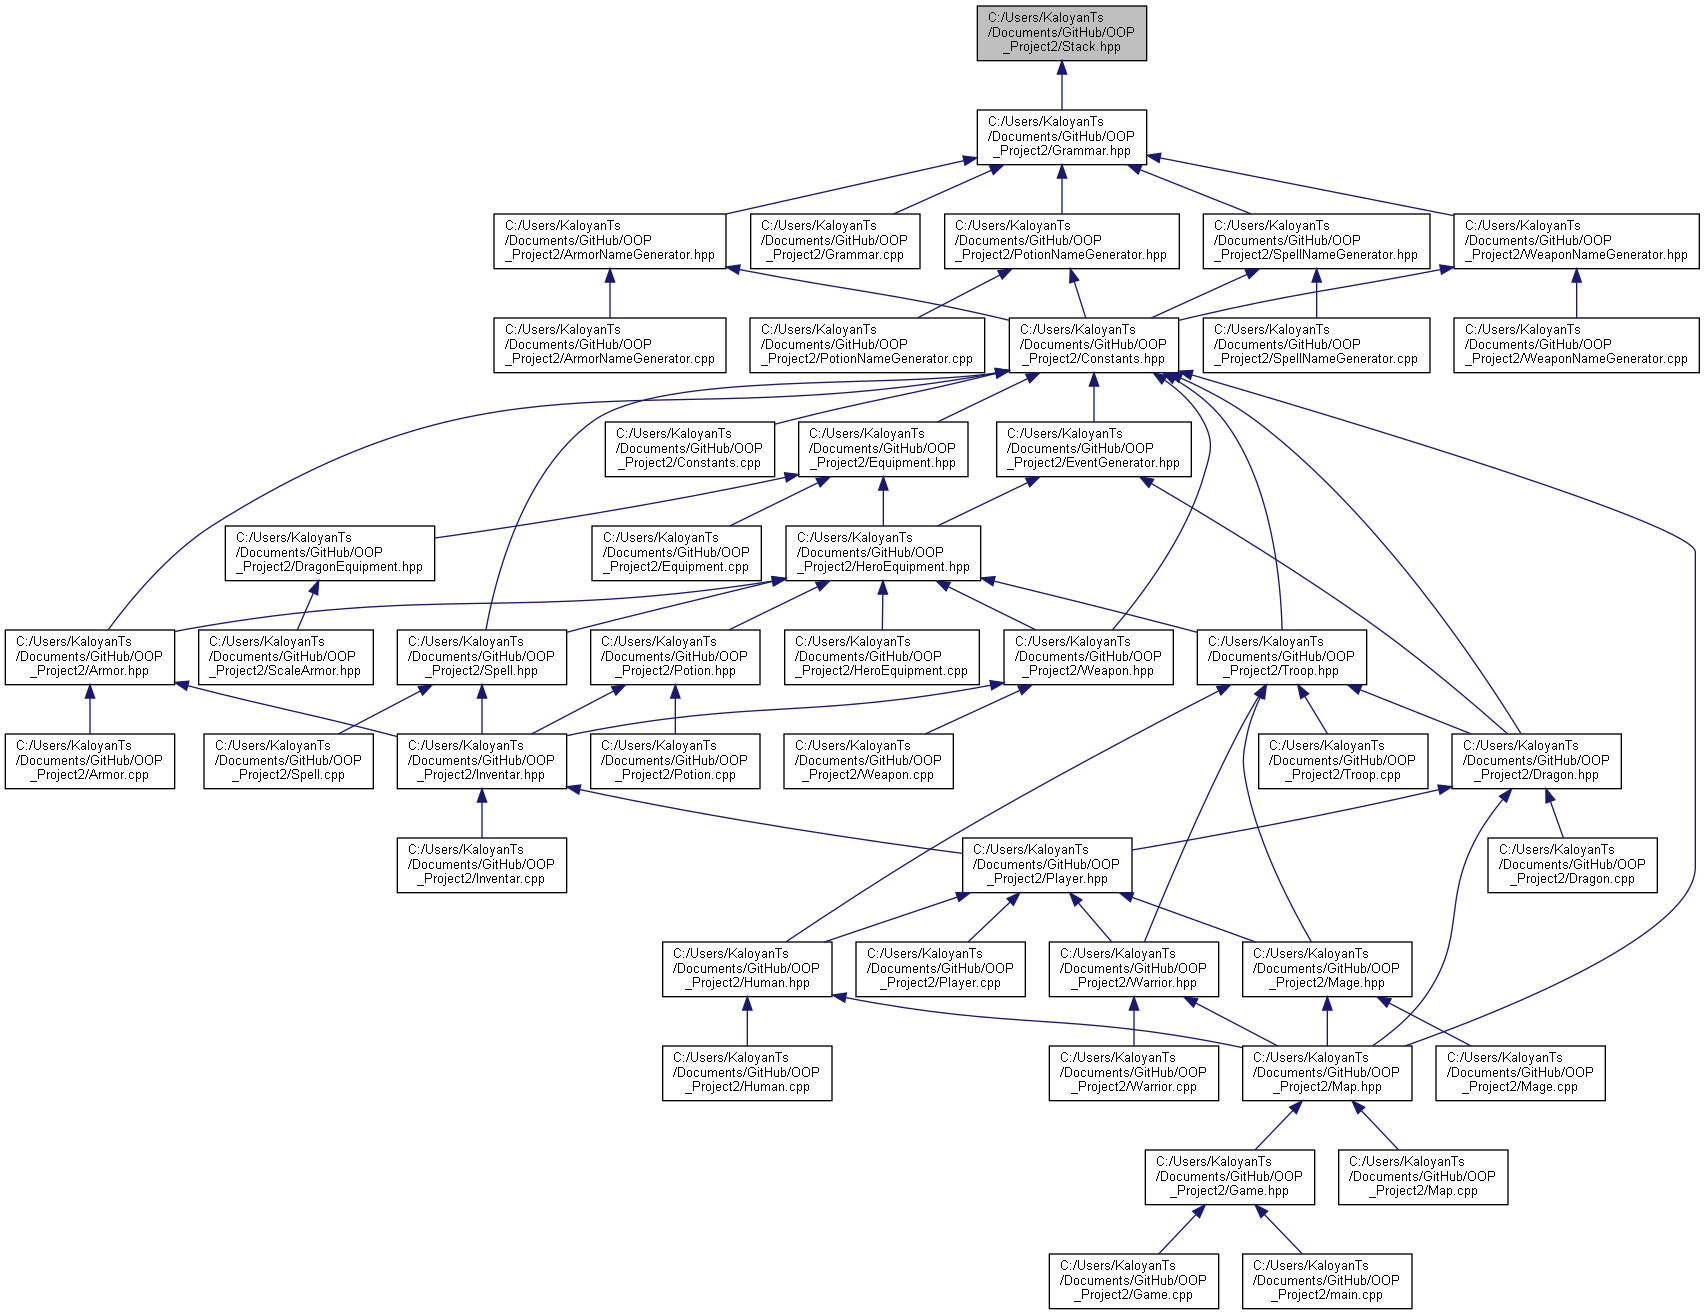 C:/Users/KaloyanTs
/Documents/GitHub/OOP
_Project2/Stack.hpp
C:/Users/KaloyanTs
/Documents/GitHub/OOP
_Project2/Grammar.hpp
C:/Users/KaloyanTs
/Documents/GitHub/OOP
_Project2/ArmorNameGenerator.hpp
C:/Users/KaloyanTs
/Documents/GitHub/OOP
_Project2/Grammar.cpp
C:/Users/KaloyanTs
/Documents/GitHub/OOP
_Project2/PotionNameGenerator.hpp
C:/Users/KaloyanTs
/Documents/GitHub/OOP
_Project2/SpellNameGenerator.hpp
C:/Users/KaloyanTs
/Documents/GitHub/OOP
_Project2/WeaponNameGenerator.hpp
C:/Users/KaloyanTs
/Documents/GitHub/OOP
_Project2/ArmorNameGenerator.cpp
C:/Users/KaloyanTs
/Documents/GitHub/OOP
_Project2/PotionNameGenerator.cpp
C:/Users/KaloyanTs
/Documents/GitHub/OOP
_Project2/Constants.hpp
C:/Users/KaloyanTs
/Documents/GitHub/OOP
_Project2/SpellNameGenerator.cpp
C:/Users/KaloyanTs
/Documents/GitHub/OOP
_Project2/WeaponNameGenerator.cpp
C:/Users/KaloyanTs
/Documents/GitHub/OOP
_Project2/Constants.cpp
C:/Users/KaloyanTs
/Documents/GitHub/OOP
_Project2/Equipment.hpp
C:/Users/KaloyanTs
/Documents/GitHub/OOP
_Project2/EventGenerator.hpp
C:/Users/KaloyanTs
/Documents/GitHub/OOP
_Project2/DragonEquipment.hpp
C:/Users/KaloyanTs
/Documents/GitHub/OOP
_Project2/Equipment.cpp
C:/Users/KaloyanTs
/Documents/GitHub/OOP
_Project2/HeroEquipment.hpp
C:/Users/KaloyanTs
/Documents/GitHub/OOP
_Project2/Armor.hpp
C:/Users/KaloyanTs
/Documents/GitHub/OOP
_Project2/ScaleArmor.hpp
C:/Users/KaloyanTs
/Documents/GitHub/OOP
_Project2/Spell.hpp
C:/Users/KaloyanTs
/Documents/GitHub/OOP
_Project2/Potion.hpp
C:/Users/KaloyanTs
/Documents/GitHub/OOP
_Project2/HeroEquipment.cpp
C:/Users/KaloyanTs
/Documents/GitHub/OOP
_Project2/Weapon.hpp
C:/Users/KaloyanTs
/Documents/GitHub/OOP
_Project2/Troop.hpp
C:/Users/KaloyanTs
/Documents/GitHub/OOP
_Project2/Armor.cpp
C:/Users/KaloyanTs
/Documents/GitHub/OOP
_Project2/Spell.cpp
C:/Users/KaloyanTs
/Documents/GitHub/OOP
_Project2/Inventar.hpp
C:/Users/KaloyanTs
/Documents/GitHub/OOP
_Project2/Potion.cpp
C:/Users/KaloyanTs
/Documents/GitHub/OOP
_Project2/Weapon.cpp
C:/Users/KaloyanTs
/Documents/GitHub/OOP
_Project2/Troop.cpp
C:/Users/KaloyanTs
/Documents/GitHub/OOP
_Project2/Dragon.hpp
C:/Users/KaloyanTs
/Documents/GitHub/OOP
_Project2/Inventar.cpp
C:/Users/KaloyanTs
/Documents/GitHub/OOP
_Project2/Player.hpp
C:/Users/KaloyanTs
/Documents/GitHub/OOP
_Project2/Dragon.cpp
C:/Users/KaloyanTs
/Documents/GitHub/OOP
_Project2/Human.hpp
C:/Users/KaloyanTs
/Documents/GitHub/OOP
_Project2/Player.cpp
C:/Users/KaloyanTs
/Documents/GitHub/OOP
_Project2/Warrior.hpp
C:/Users/KaloyanTs
/Documents/GitHub/OOP
_Project2/Mage.hpp
C:/Users/KaloyanTs
/Documents/GitHub/OOP
_Project2/Human.cpp
C:/Users/KaloyanTs
/Documents/GitHub/OOP
_Project2/Warrior.cpp
C:/Users/KaloyanTs
/Documents/GitHub/OOP
_Project2/Map.hpp
C:/Users/KaloyanTs
/Documents/GitHub/OOP
_Project2/Mage.cpp
C:/Users/KaloyanTs
/Documents/GitHub/OOP
_Project2/Game.hpp
C:/Users/KaloyanTs
/Documents/GitHub/OOP
_Project2/Map.cpp
C:/Users/KaloyanTs
/Documents/GitHub/OOP
_Project2/Game.cpp
C:/Users/KaloyanTs
/Documents/GitHub/OOP
_Project2/main.cpp